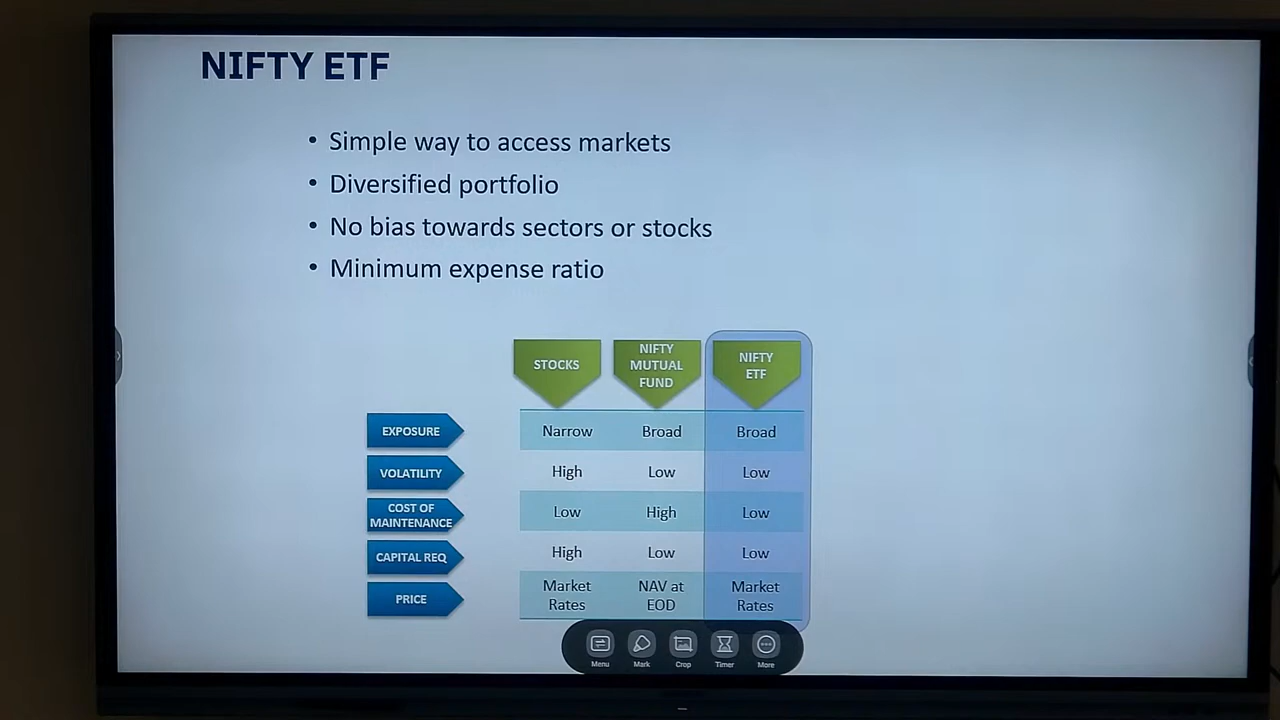 NIFTY ETF
• Simple way to access markets
• Diversified portfolio
• No bias towards sectors or stocks
• Minimum expense ratio
STOCKS
NIFTY
MUTUAL
FUND
NIFTY
ETF
EXPOSURE
Narrow
Broad
Broad
VOLATILITY
High
Low
Low
COST OF
MAINTENANCE
Low
High
Low
CAPITAL REQ
High
Low
Low
PRICE
Market
Rates
NAV at
EOD
Market
Rates
Menu
Mark
Crop
Timer
More